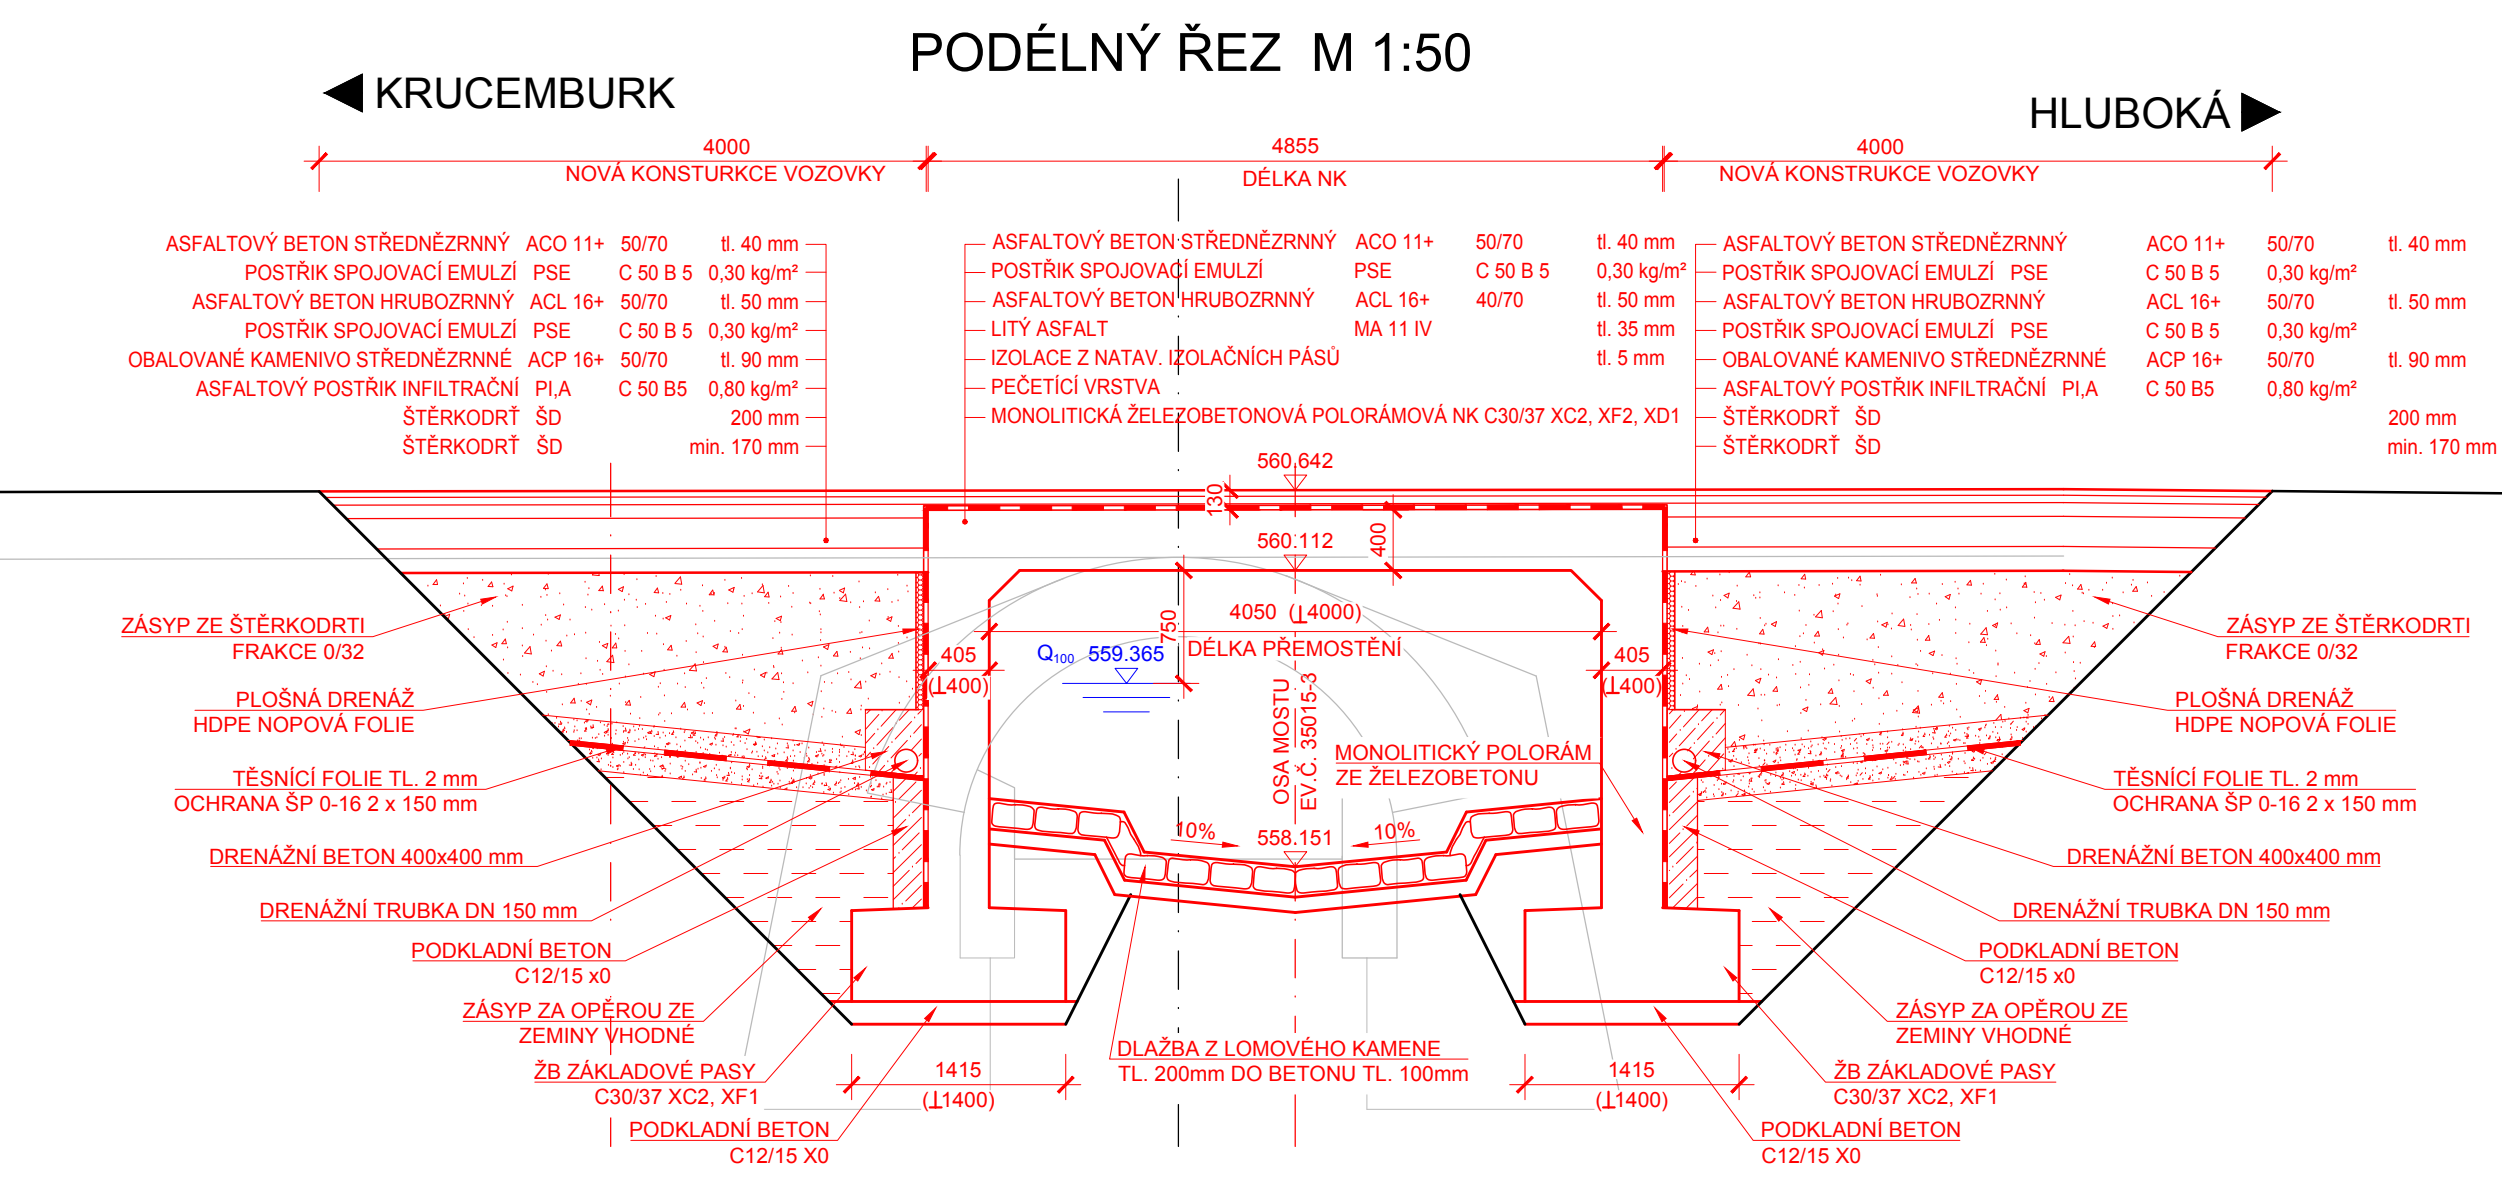 PODÉLNÝ ŘEZ M 1:50
KRUCEMBURK
HLUBOKÁ
4000
NOVÁ KONSTURKCE VOZOVKY
4855
DÉLKA NK
4000
NOVÁ KONSTRUKCE VOZOVKY
ASFALTOVÝ BETON STŘEDNĚZRNNÝ ACO 11+ 50/70 tl. 40 mm
POSTŘIK SPOJOVACÍ EMULZÍ PSE C 50 B 5 0,30 kg/m²
ASFALTOVÝ BETON HRUBOZRNNÝ ACL 16+ 50/70 tl. 50 mm
POSTŘIK SPOJOVACÍ EMULZÍ PSE C 50 B 5 0,30 kg/m²
OBALOVANÉ KAMENIVO STŘEDNĚZRNNÉ ACP 16+ 50/70 tl. 90 mm
ASFALTOVÝ POSTŘIK INFILTRAČNÍ PI,A C 50 B5 0,80 kg/m²
ŠTĚRKODRŤ ŠD 200 mm
ŠTĚRKODRŤ ŠD min. 170 mm
ASFALTOVÝ BETON STŘEDNĚZRNNÝ ACO 11+ 50/70 tl. 40 mm
POSTŘIK SPOJOVACÍ EMULZÍ PSE C 50 B 5 0,30 kg/m²
ASFALTOVÝ BETON HRUBOZRNNÝ ACL 16+ 40/70 tl. 50 mm
LITÝ ASFALT MA 11 IV tl. 35 mm
IZOLACE Z NATAV. IZOLAČNÍCH PÁSŮ tl. 5 mm
PEČETÍCÍ VRSTVA
MONOLITICKÁ ŽELEZOBETONOVÁ POLORÁMOVÁ NK C30/37 XC2, XF2, XD1
ASFALTOVÝ BETON STŘEDNĚZRNNÝ ACO 11+ 50/70 tl. 40 mm
POSTŘIK SPOJOVACÍ EMULZÍ PSE C 50 B 5 0,30 kg/m²
ASFALTOVÝ BETON HRUBOZRNNÝ ACL 16+ 50/70 tl. 50 mm
POSTŘIK SPOJOVACÍ EMULZÍ PSE C 50 B 5 0,30 kg/m²
OBALOVANÉ KAMENIVO STŘEDNĚZRNNÉ ACP 16+ 50/70 tl. 90 mm
ASFALTOVÝ POSTŘIK INFILTRAČNÍ PI,A C 50 B5 0,80 kg/m²
ŠTĚRKODRŤ ŠD 200 mm
ŠTĚRKODRŤ ŠD min. 170 mm
560.642
130
400
560.112
4050 (⊥4000)
DÉLKA PŘEMOSTĚNÍ
750
Q₁₀₀ 559.365
405
(⊥400)
405
(⊥400)
OSA MOSTU
EV.Č. 35015-3
MONOLITICKÝ POLORÁM
ZE ŽELEZOBETONU
10%
558.151
10%
ZÁSYP ZE ŠTĚRKODRTI
FRAKCE 0/32
PLOŠNÁ DRENÁŽ
HDPE NOPOVÁ FOLIE
TĚSNÍCÍ FOLIE TL. 2 mm
OCHRANA ŠP 0-16 2 x 150 mm
DRENÁŽNÍ BETON 400x400 mm
DRENÁŽNÍ TRUBKA DN 150 mm
PODKLADNÍ BETON
C12/15 x0
ZÁSYP ZA OPĚROU ZE
ZEMINY VHODNÉ
ŽB ZÁKLADOVÉ PASY
C30/37 XC2, XF1
PODKLADNÍ BETON
C12/15 X0
1415
(⊥1400)
DLAŽBA Z LOMOVÉHO KAMENE
TL. 200mm DO BETONU TL. 100mm
1415
(⊥1400)
ZÁSYP ZE ŠTĚRKODRTI
FRAKCE 0/32
PLOŠNÁ DRENÁŽ
HDPE NOPOVÁ FOLIE
TĚSNÍCÍ FOLIE TL. 2 mm
OCHRANA ŠP 0-16 2 x 150 mm
DRENÁŽNÍ BETON 400x400 mm
DRENÁŽNÍ TRUBKA DN 150 mm
PODKLADNÍ BETON
C12/15 x0
ZÁSYP ZA OPĚROU ZE
ZEMINY VHODNÉ
ŽB ZÁKLADOVÉ PASY
C30/37 XC2, XF1
PODKLADNÍ BETON
C12/15 X0